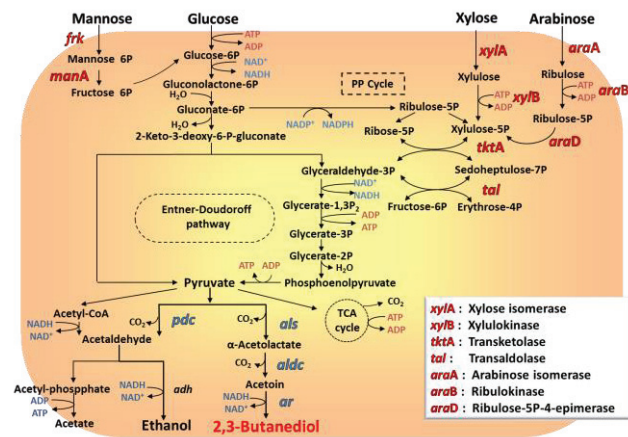 Mannose
Glucose
Xylose
Arabinose
frk
Mannose 6P
manA
Fructose 6P
ATP
ADP
Glucose-6P
NAD⁺
NADH
Gluconolactone-6P
H₂O
Gluconate-6P
H₂O
2-Keto-3-deoxy-6-P-gluconate
NADP⁺ NADPH
PP Cycle
xylA
Xylulose
ATP
ADP
xylB
araA
Ribulose
ATP
ADP
araB
Ribulose-5P
araD
Ribulose-5P
Ribose-5P
Xylulose-5P
tktA
Glyceraldehyde-3P
Sedoheptulose-7P
tal
Fructose-6P
Erythrose-4P
NAD⁺
NADH
Glycerate-1,3P₂
ADP
ATP
Glycerate-3P
Glycerate-2P
H₂O
Phosphoenolpyruvate
Entner-Doudoroff
pathway
ATP ADP
Pyruvate
Acetyl-CoA
NADH
NAD⁺
Acetaldehyde
CO₂
pdc
CO₂
als
α-Acetolactate
CO₂
aldc
Acetoin
NADH
NAD⁺
ar
2,3-Butanediol
TCA
cycle
CO₂
ATP
ADP
Acetyl-phospphate
ADP
ATP
Acetate
NADH
NAD⁺
adh
Ethanol
xylA : Xylose isomerase
xylB : Xylulokinase
tktA : Transketolase
tal : Transaldolase
araA : Arabinose isomerase
araB : Ribulokinase
araD : Ribulose-5P-4-epimerase